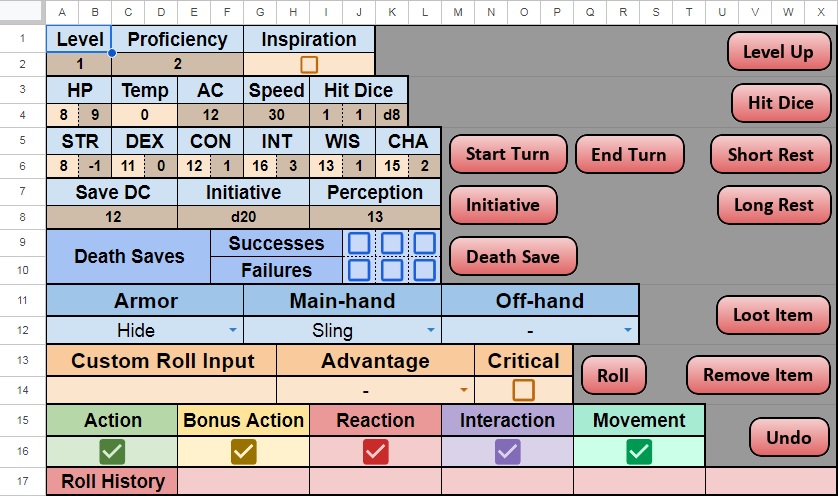 A B C D E F G H I J K L M N O P Q R S T U V W X
1 Level Proficiency Inspiration Level Up
2 1 2
3 HP Temp AC Speed Hit Dice Hit Dice
4 8 9 0 12 30 1 1 d8
5 STR DEX CON INT WIS CHA Start Turn End Turn Short Rest
6 8 -1 11 0 12 1 16 3 13 1 15 2
7 Save DC Initiative Perception Initiative Long Rest
8 12 d20 13
9 Death Saves Successes Death Save
10 Failures
11 Armor Main-hand Off-hand Loot Item
12 Hide Sling -
13 Custom Roll Input Advantage Critical Roll Remove Item
14 -
15 Action Bonus Action Reaction Interaction Movement Undo
16
17 Roll History